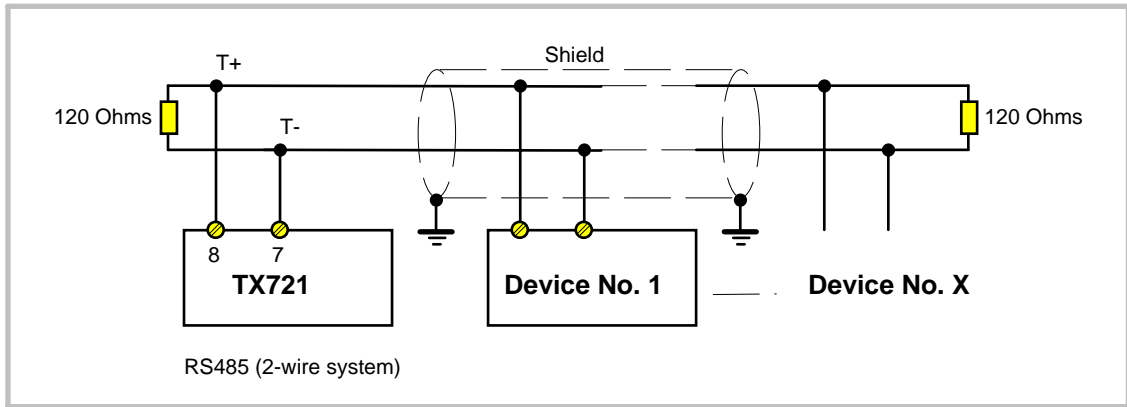 Shield
T+
120 Ohms
120 Ohms
T-
8
7
TX721
Device No. 1
Device No. X
RS485 (2-wire system)